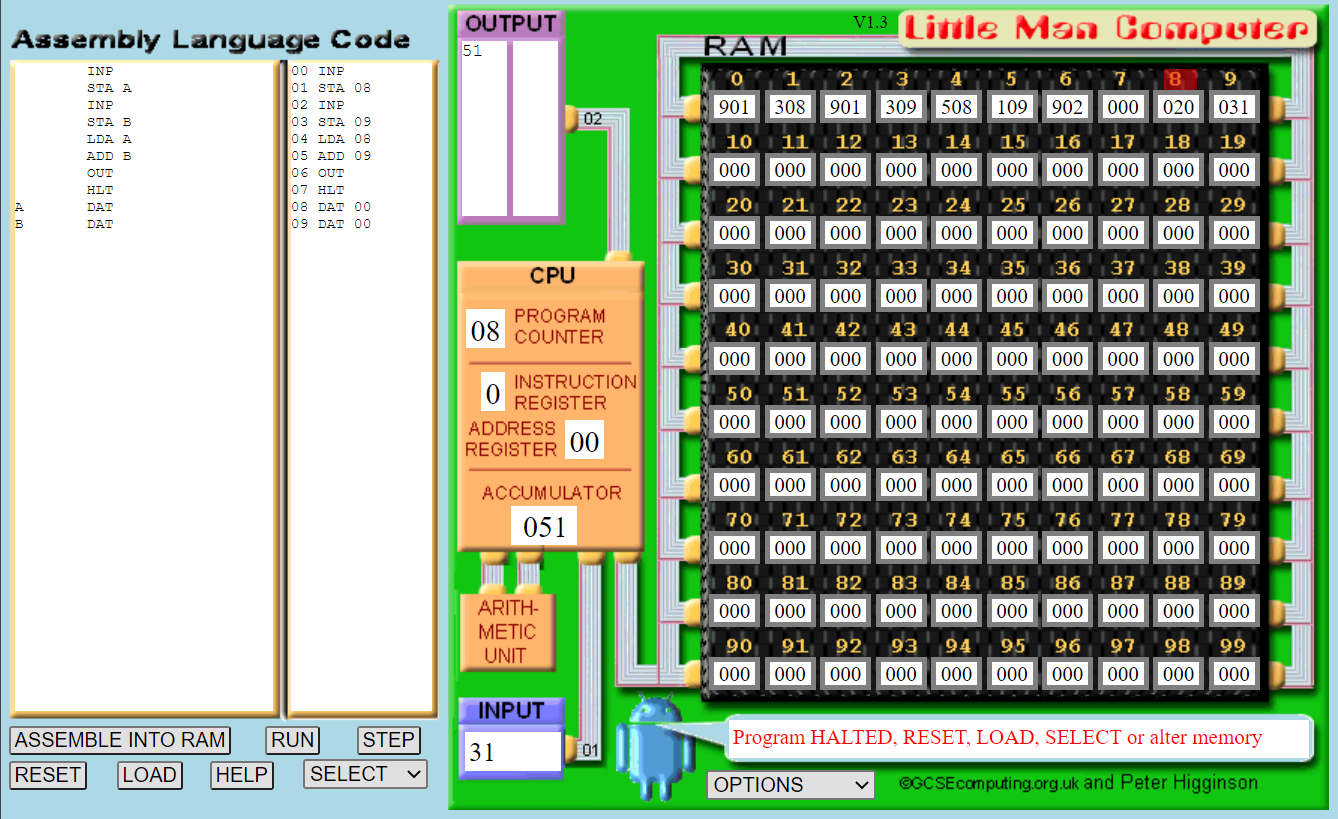 Assembly Language Code
INP
STA A
INP
STA B
LDA A
ADD B
OUT
HLT
A DAT
B DAT
00 INP
01 STA 08
02 INP
03 STA 09
04 LDA 08
05 ADD 09
06 OUT
07 HLT
08 DAT 00
09 DAT 00
ASSEMBLE INTO RAM RUN STEP
RESET LOAD HELP SELECT
OUTPUT
51
02
CPU
08 PROGRAM
COUNTER
0 INSTRUCTION
REGISTER
ADDRESS
REGISTER 00
ACCUMULATOR
051
ARITH-
METIC
UNIT
INPUT
31
01
V1.3 Little Man Computer
RAM
0 1 2 3 4 5 6 7 8 9
901 308 901 309 508 109 902 000 020 031
10 11 12 13 14 15 16 17 18 19
000 000 000 000 000 000 000 000 000 000
20 21 22 23 24 25 26 27 28 29
000 000 000 000 000 000 000 000 000 000
30 31 32 33 34 35 36 37 38 39
000 000 000 000 000 000 000 000 000 000
40 41 42 43 44 45 46 47 48 49
000 000 000 000 000 000 000 000 000 000
50 51 52 53 54 55 56 57 58 59
000 000 000 000 000 000 000 000 000 000
60 61 62 63 64 65 66 67 68 69
000 000 000 000 000 000 000 000 000 000
70 71 72 73 74 75 76 77 78 79
000 000 000 000 000 000 000 000 000 000
80 81 82 83 84 85 86 87 88 89
000 000 000 000 000 000 000 000 000 000
90 91 92 93 94 95 96 97 98 99
000 000 000 000 000 000 000 000 000 000
Program HALTED, RESET, LOAD, SELECT or alter memory
OPTIONS
©GCSEcomputing.org.uk and Peter Higginson